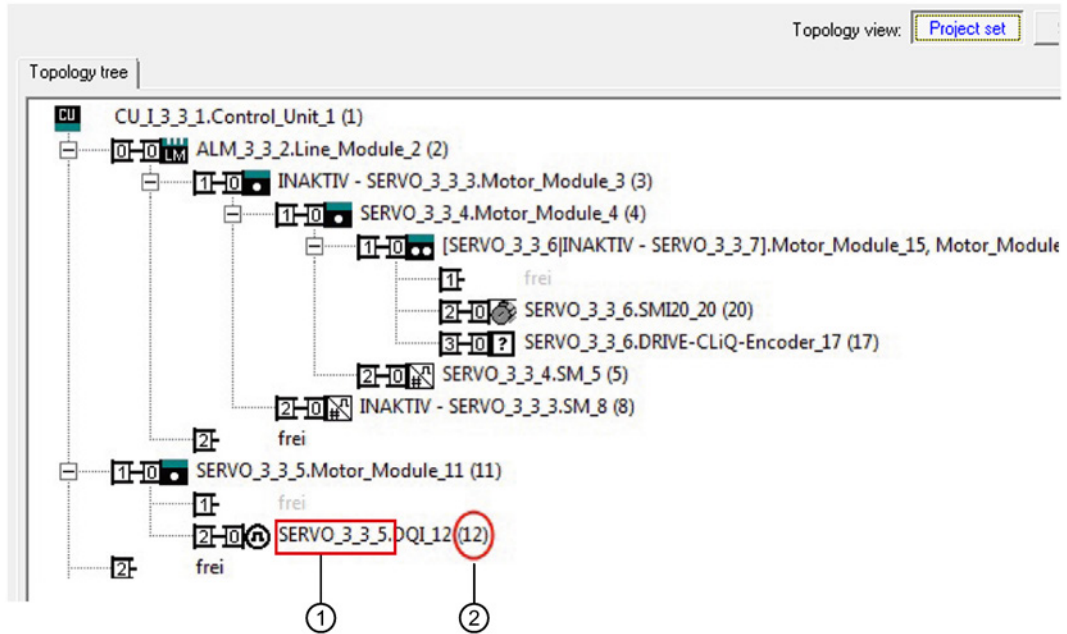 Topology view: Project set
Topology tree
CU CU_I_3_3_1.Control_Unit_1 (1)
0 0 LM ALM_3_3_2.Line_Module_2 (2)
1 0 INAKTIV - SERVO_3_3_3.Motor_Module_3 (3)
1 0 SERVO_3_3_4.Motor_Module_4 (4)
1 0 [SERVO_3_3_6|INAKTIV - SERVO_3_3_7].Motor_Module_15, Motor_Module
1 frei
2 0 SERVO_3_3_6.SMI20_20 (20)
3 0 ? SERVO_3_3_6.DRIVE-CLiQ-Encoder_17 (17)
2 0 # SERVO_3_3_4.SM_5 (5)
2 0 # INAKTIV - SERVO_3_3_3.SM_8 (8)
2 frei
1 0 SERVO_3_3_5.Motor_Module_11 (11)
1 frei
2 0 SERVO_3_3_5.DQI_12 (12)
2 frei
1 2